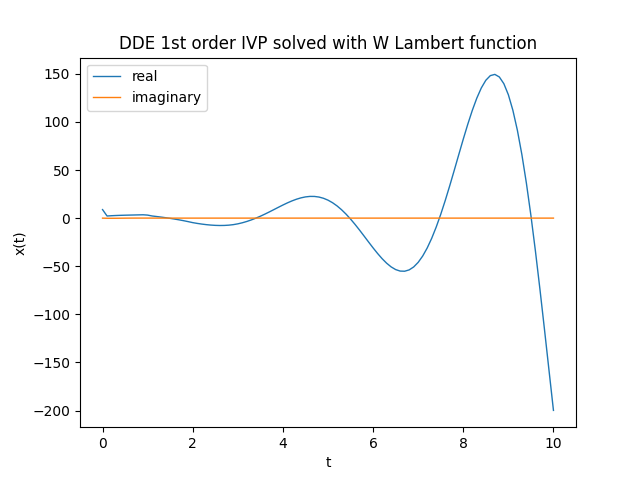 DDE 1st order IVP solved with W Lambert function
real
imaginary
150
100
50
0
−50
−100
−150
−200
x(t)
0 2 4 6 8 10
t